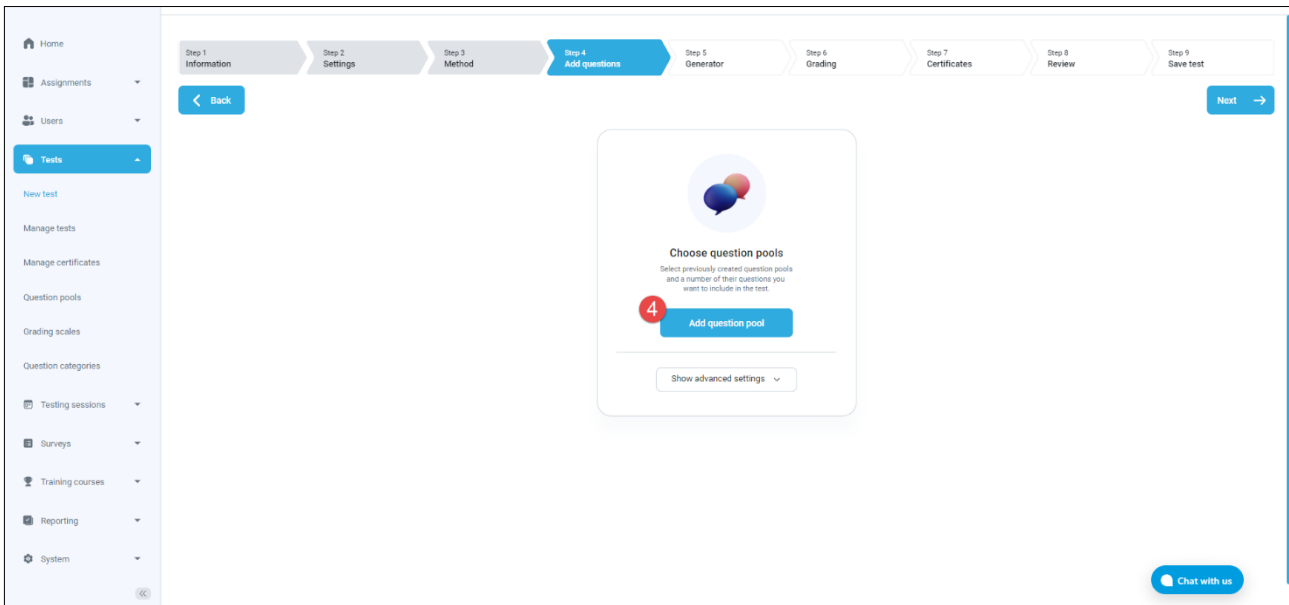 Home
Assignments
Users
Tests
New test
Manage tests
Manage certificates
Question pools
Grading scales
Question categories
Testing sessions
Surveys
Training courses
Reporting
System
Step 1
Information
Step 2
Settings
Step 3
Method
Step 4
Add questions
Step 5
Generator
Step 6
Grading
Step 7
Certificates
Step 8
Review
Step 9
Save test
Back
Next
Choose question pools
Select previously created question pools
and a number of their questions you
want to include in the test.
4
Add question pool
Show advanced settings
Chat with us